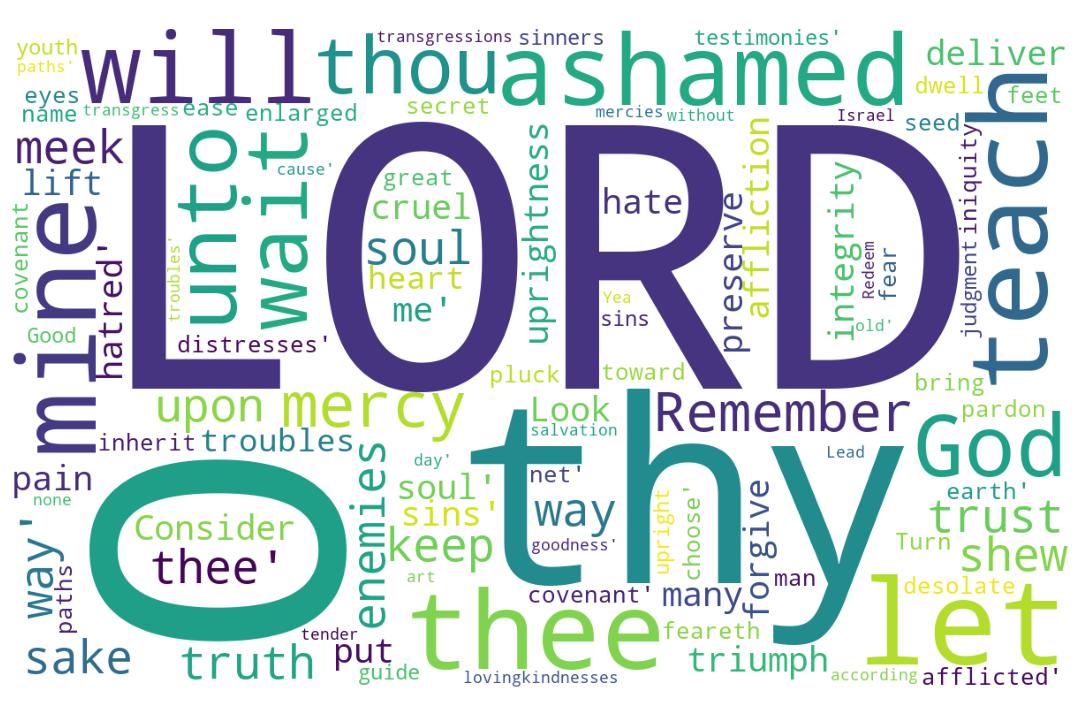 youth
paths'
will
transgressions
sinners
thou
ashamed
testimonies'
deliver
eyes
name
transgress
ease
enlarged
secret
mercies
without
Israel
dwell
feet
seed
meek
lift
LORD
unto
wait
cause'
great
cruel
soul
heart
me'
uprightness
hate
Yea
sins
preserve
affliction
integrity
Redeem
fear
old'
judgment
iniquity
teach
covenant
Good
mine
hatred'
troubles'
distresses'
pluck
toward
bring
pardon
upon
mercy
Look
salvation
Remember
God
inherit
troubles
thy
Lead
pain
none
O
Consider
thee'
enemies
day'
soul'
sins'
keep
art
net'
way
goodness'
upright
choose'
forgive
earth'
trust
Turn
shew
way'
paths
covenant'
many
man
desolate
let
sake
truth
tender
put
guide
thee
lovingkindnesses
feareth
triumph
according
afflicted'